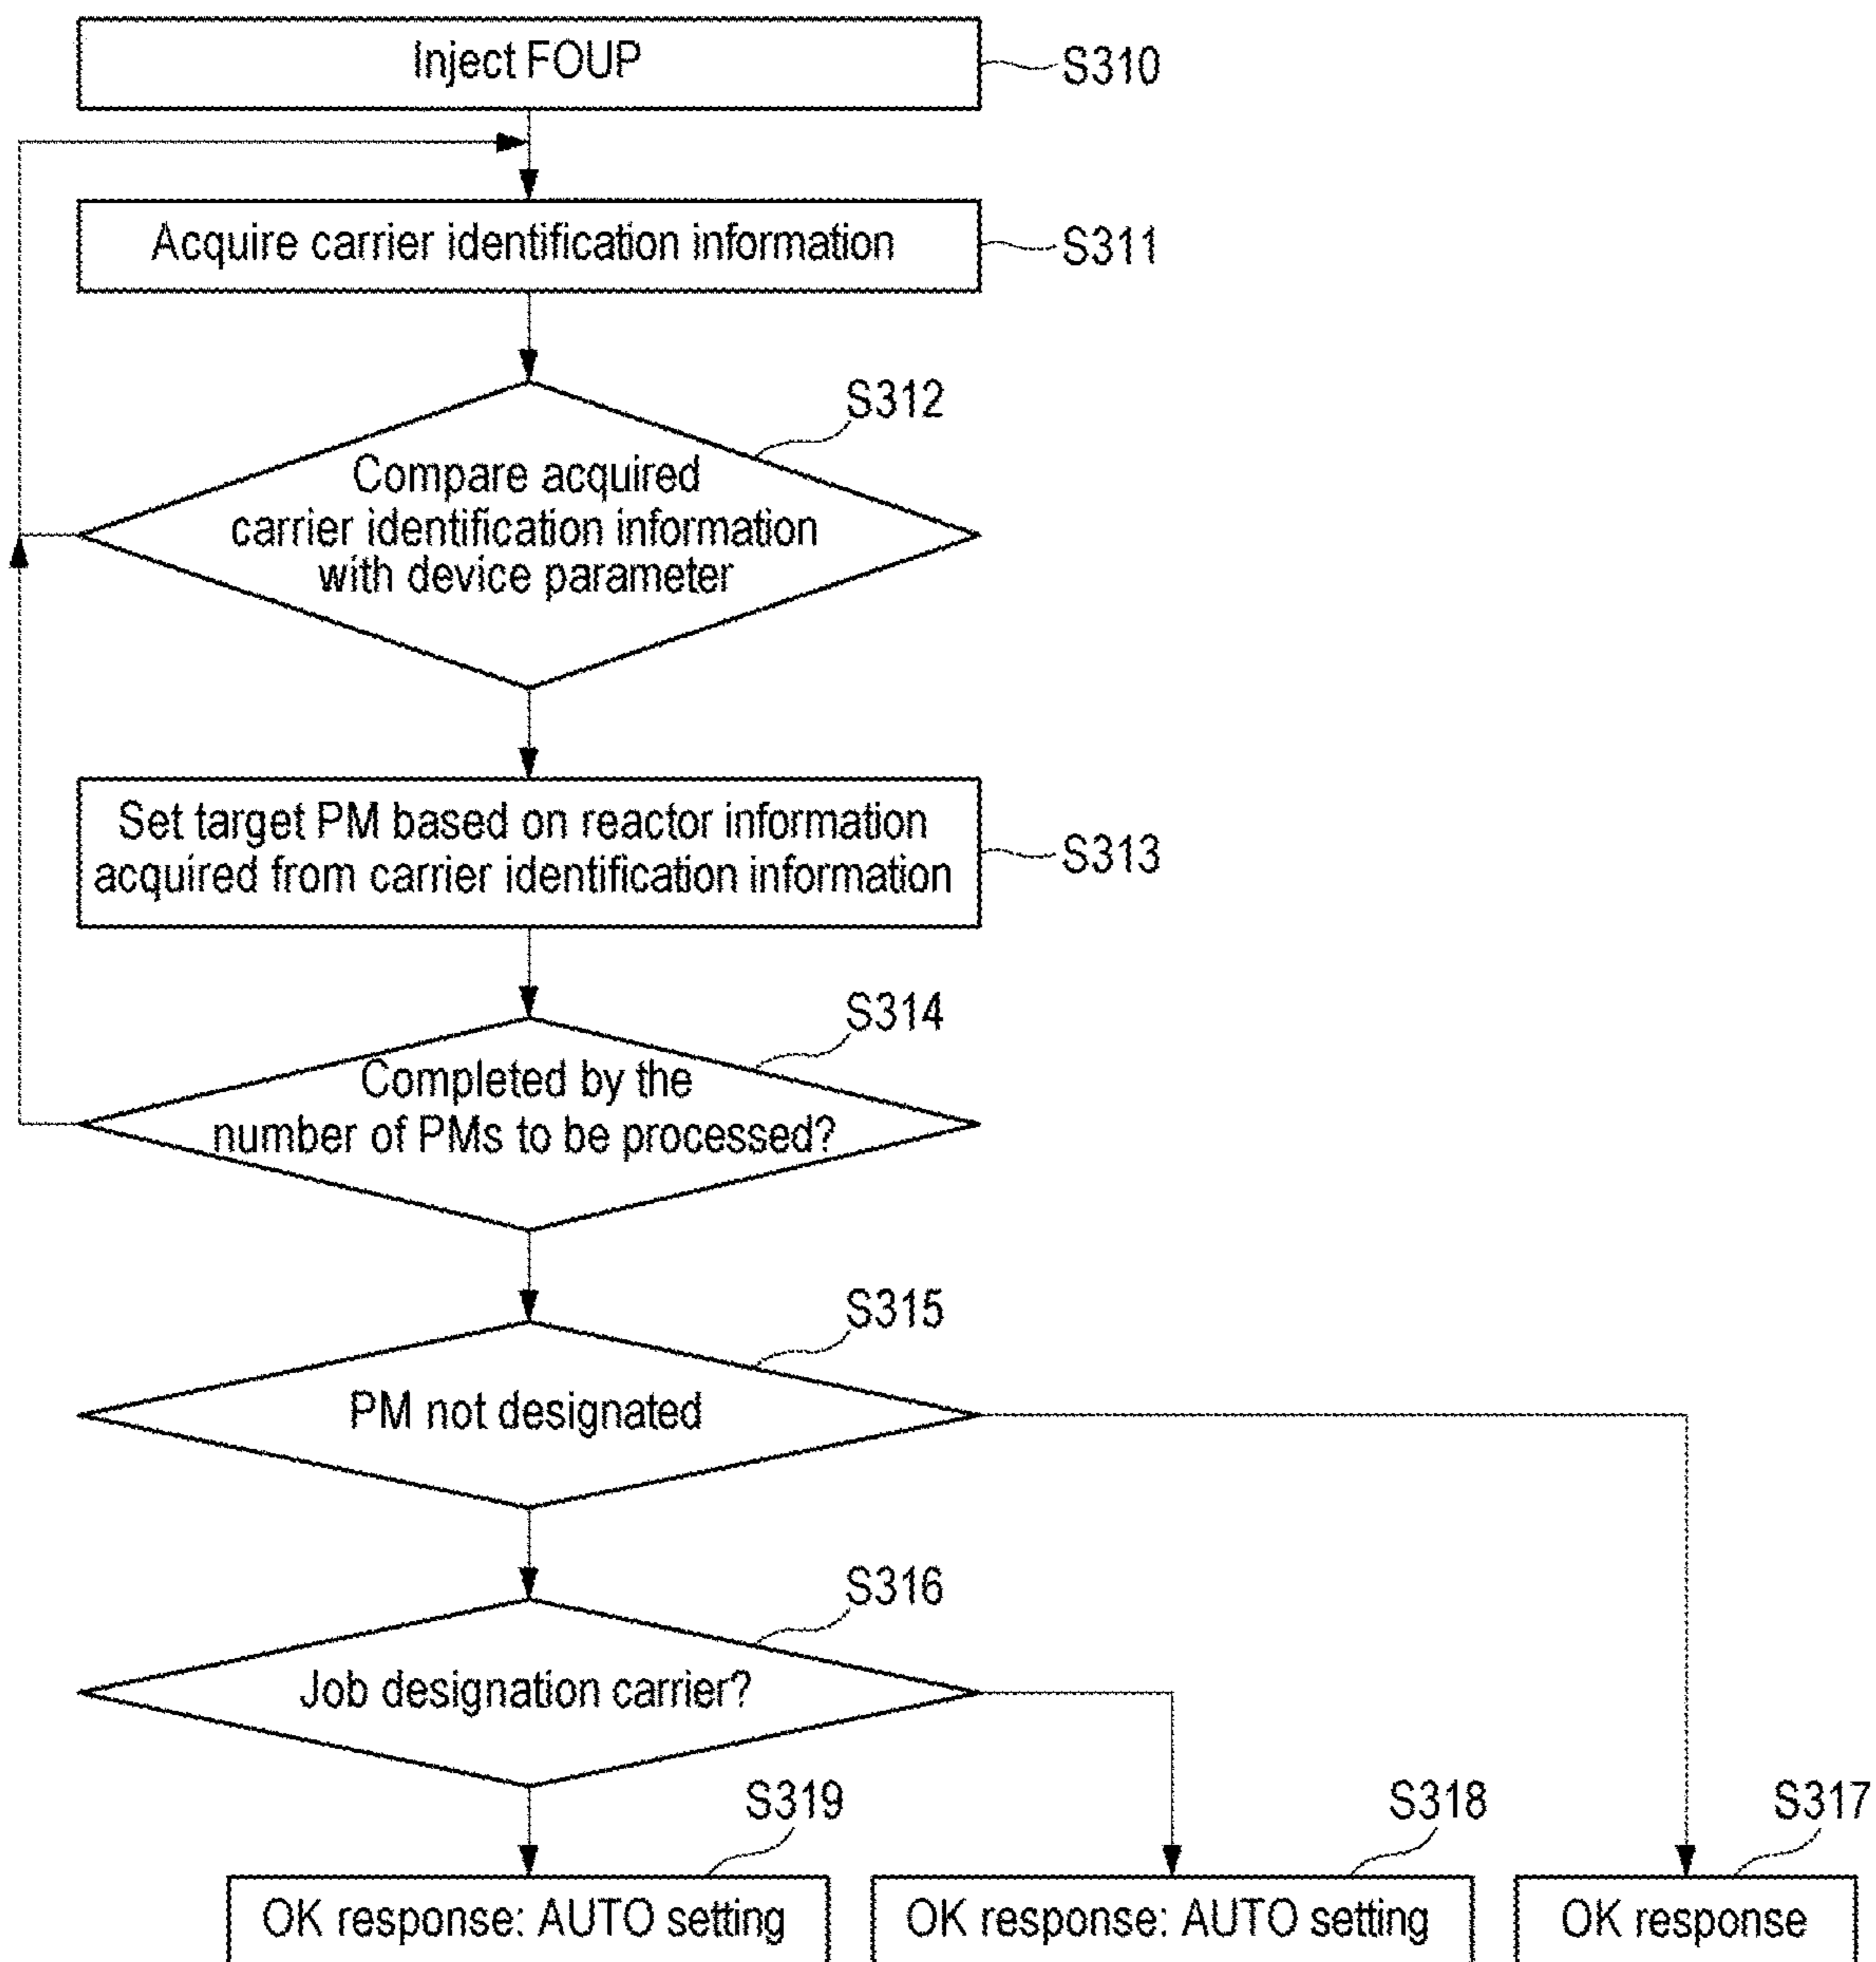 Inject FOUP
S310
Acquire carrier identification information
S311
S312
Compare acquired
carrier identification information
with device parameter
Set target PM based on reactor information
acquired from carrier identification information
S313
S314
Completed by the
number of PMs to be processed?
S315
PM not designated
S316
Job designation carrier?
S319
S318
S317
OK response: AUTO setting
OK response: AUTO setting
OK response